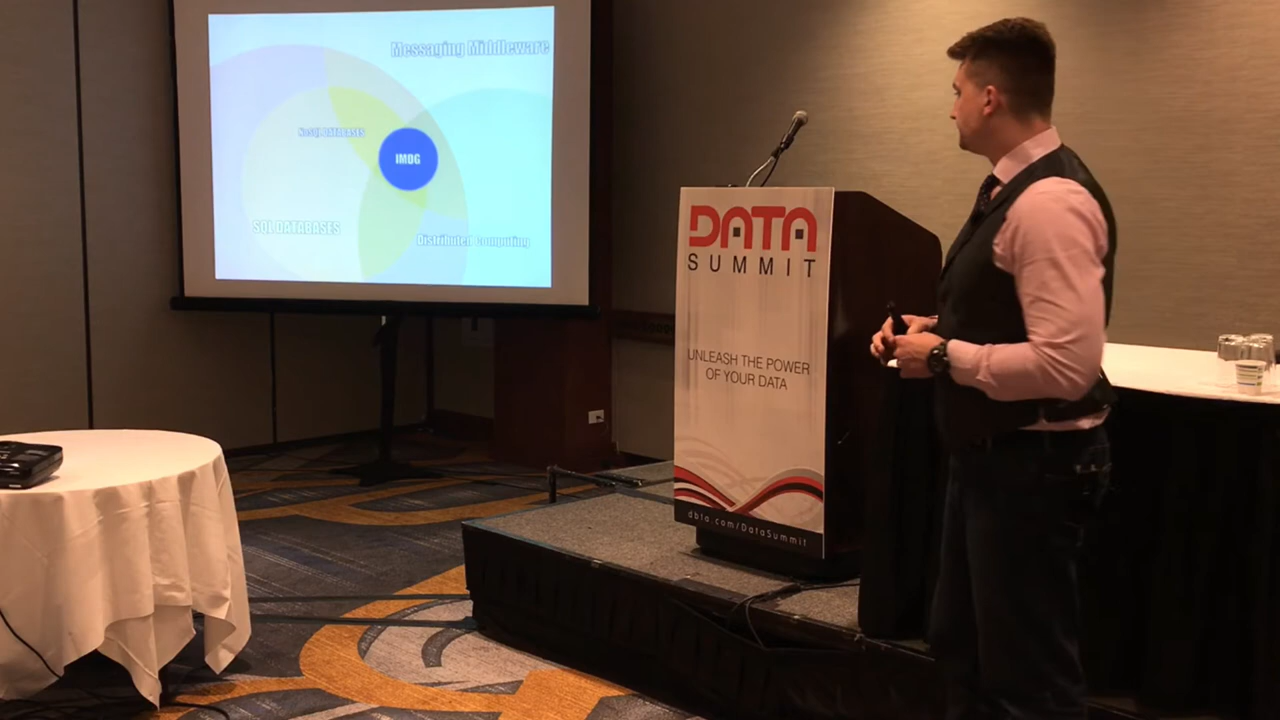 Messaging Middleware
NoSQL DATABASES
IMDG
SQL DATABASES
Distributed computing
DATA
SUMMIT
UNLEASH THE POWER
OF YOUR DATA
dbta.com/DataSummit